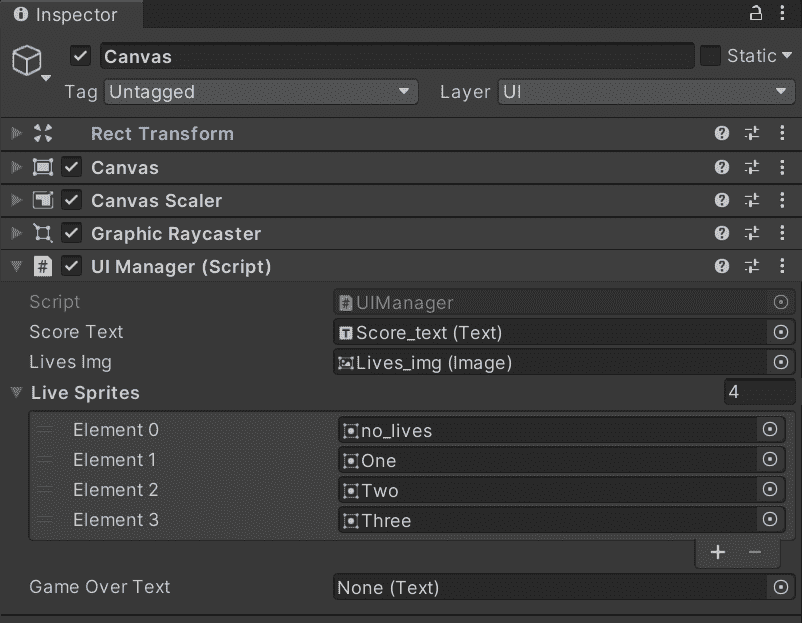 Inspector
Canvas Static
Tag Untagged Layer UI
Rect Transform
Canvas
Canvas Scaler
Graphic Raycaster
# UI Manager (Script)
Script # UIManager
Score Text T Score_text (Text)
Lives Img Lives_img (Image)
Live Sprites 4
Element 0 no_lives
Element 1 One
Element 2 Two
Element 3 Three
+ −
Game Over Text None (Text)